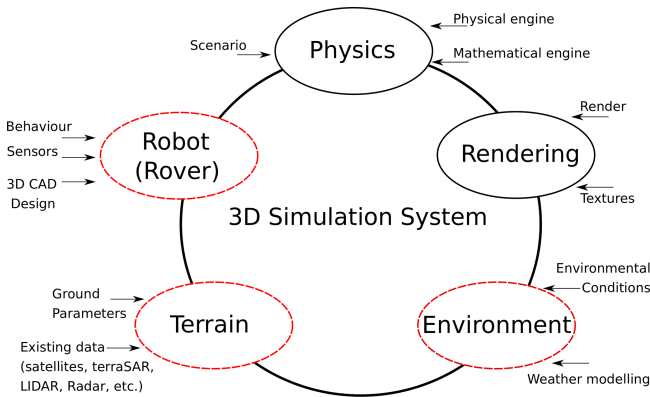 Physical engine
Scenario
Physics
Mathematical engine
Render
Behaviour
Robot
(Rover)
Sensors
Rendering
3D CAD
Design
Textures
3D Simulation System
Environmental
Conditions
Ground
Parameters
Terrain
Environment
Existing data
(satellites, terraSAR,
LIDAR, Radar, etc.)
Weather modelling